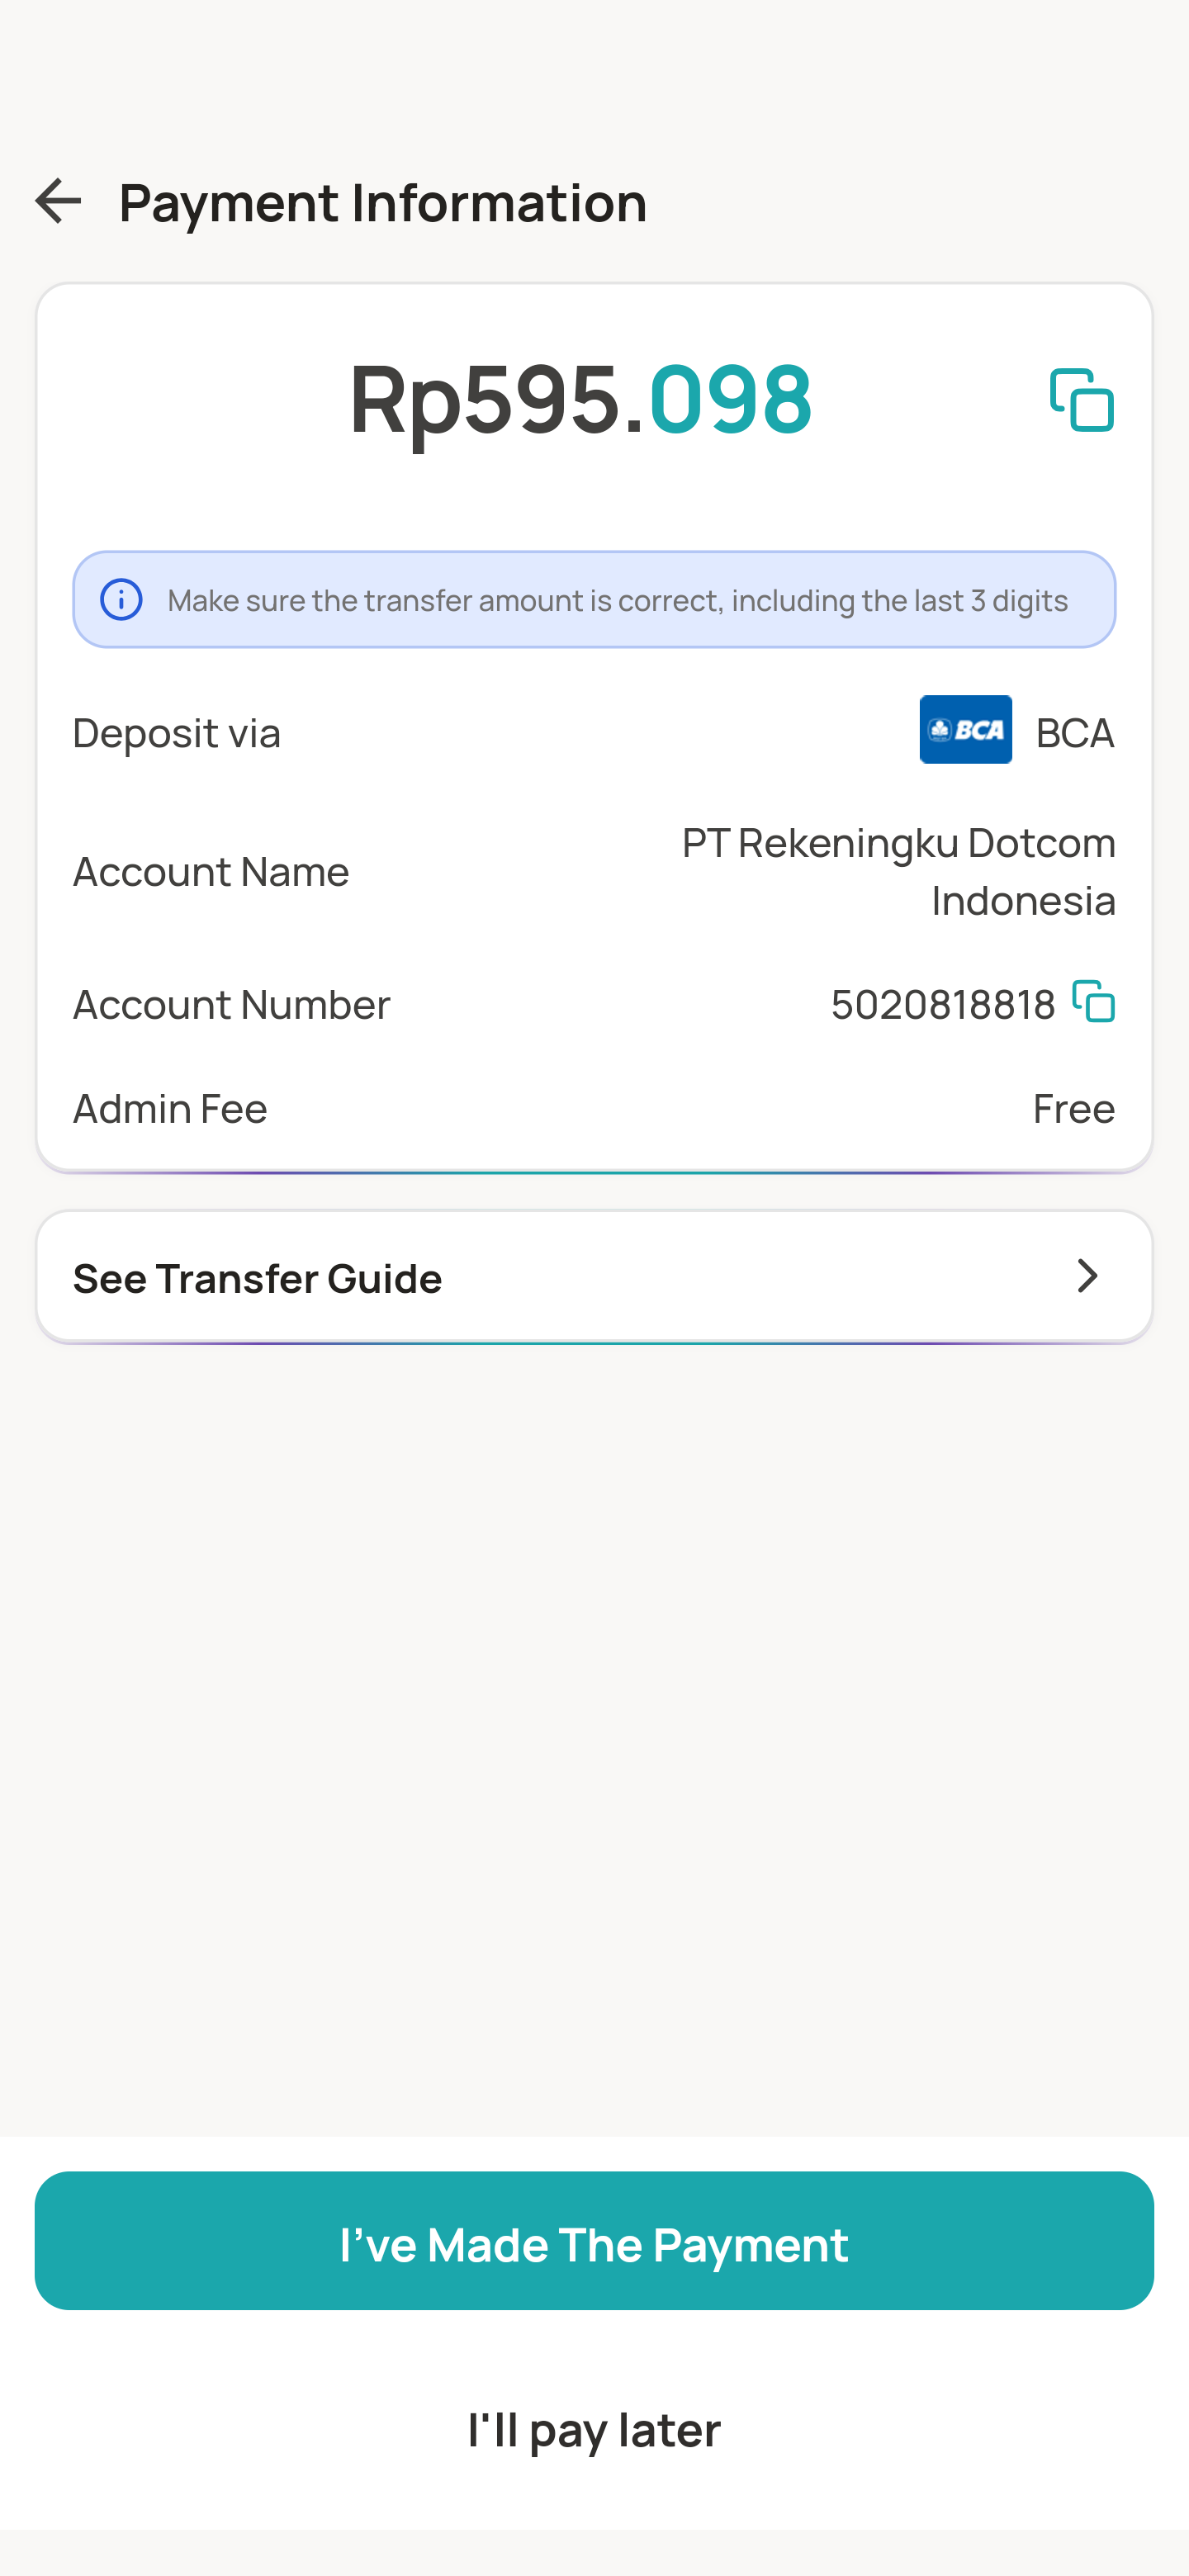 Payment Information
Rp595.098
Make sure the transfer amount is correct, including the last 3 digits
Deposit via
BCA BCA
Account Name
PT Rekeningku Dotcom
Indonesia
Account Number
5020818818
Admin Fee
Free
See Transfer Guide
I've Made The Payment
I'll pay later